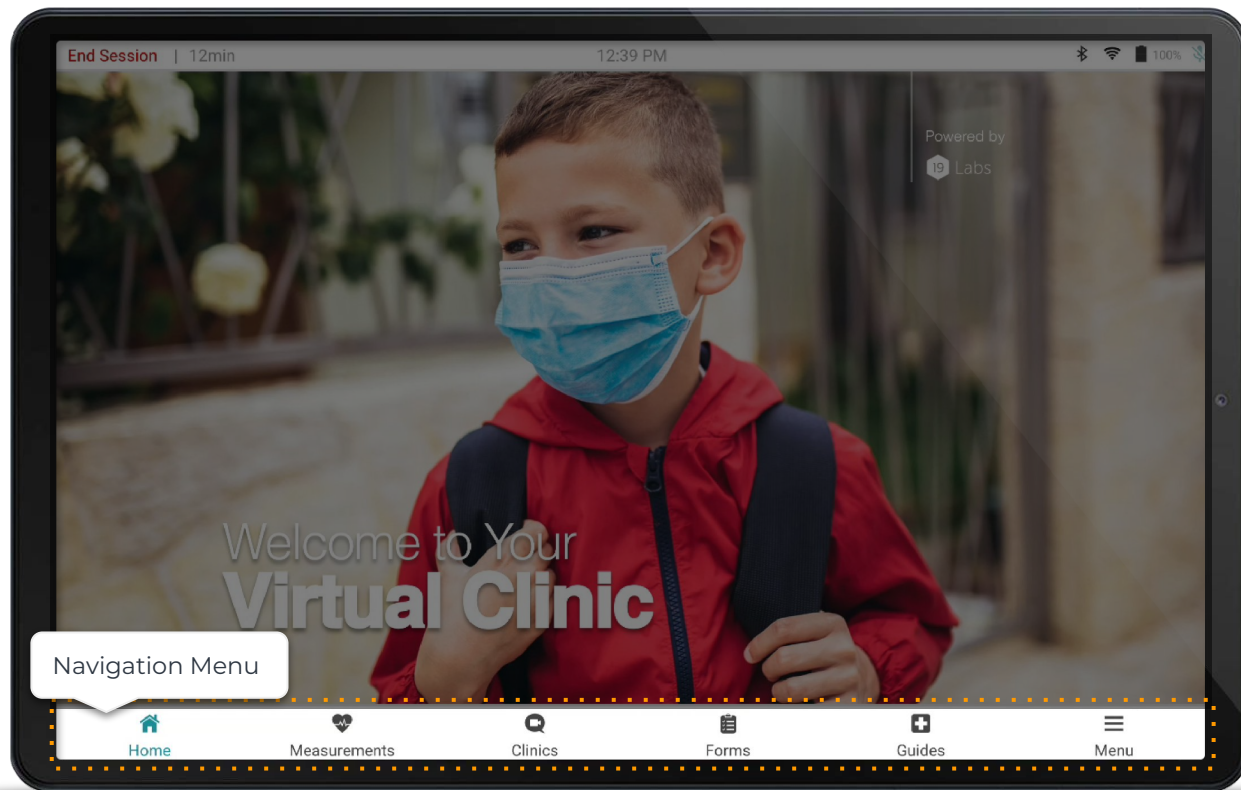 End Session | 12min
12:39 PM
100%
Powered by
19 Labs
Welcome to Your
Virtual Clinic
Navigation Menu
Home
Measurements
Clinics
Forms
Guides
Menu